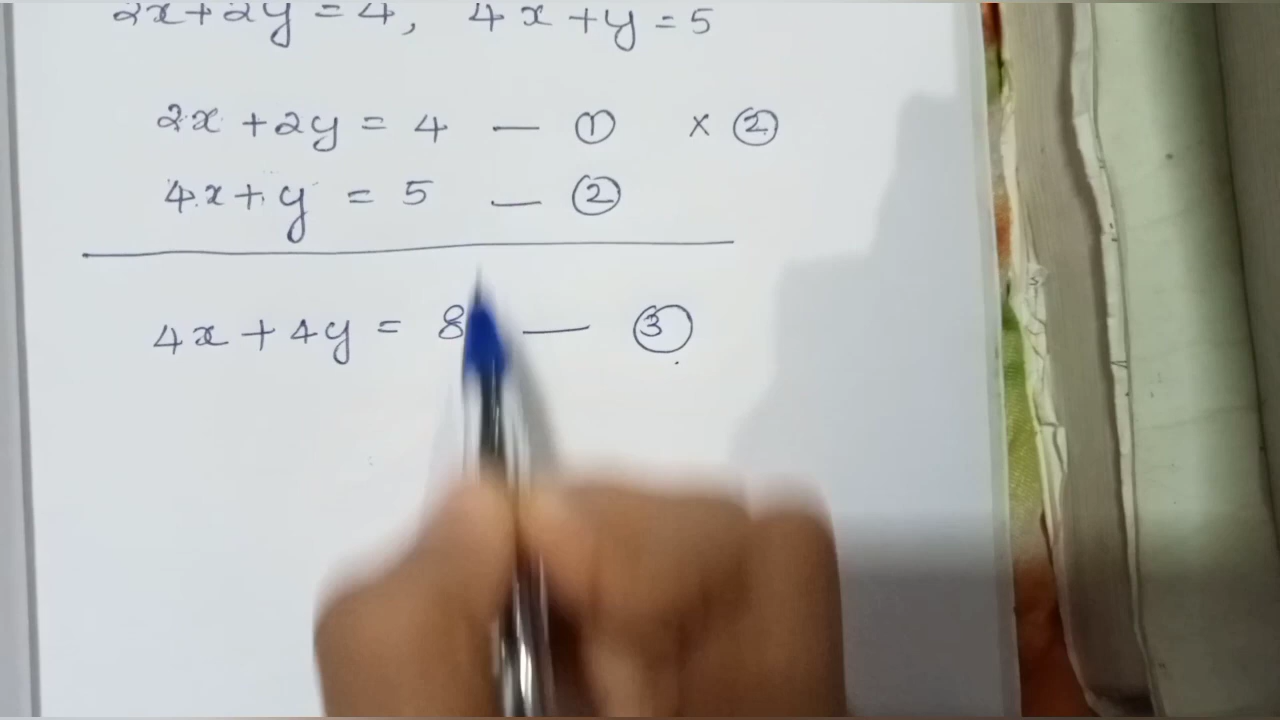 2x+2y=4, 4x+y=5
2x+2y = 4 — ① × ②
4x+y = 5 — ②
4x+4y = 8 — ③